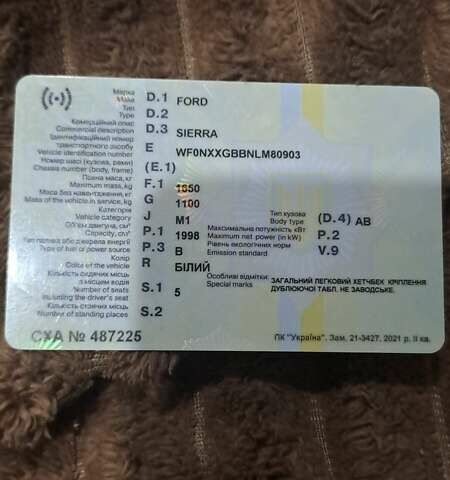 Марка
Make D.1 FORD
Тип
Type D.2
Комерційний опис
Commercial description D.3 SIERRA
Ідентифікаційний номер
транспортного засобу E WF0NXXGBBNLM80903
Vehicle identification number
Номер шасі (кузова, рами) (E.1)
Chassis number (body, frame)
Повна маса, кг F.1 1650
Maximum mass, kg
Маса без навантаження, кг G 1100
Mass of the vehicle in service, kg
Категорія J M1 Тип кузова (D.4) AB
Vehicle category Body type
Об'єм двигуна, см³ P.1 1998 Максимальна потужність кВт P.2
Capacity, cm³ Maximum net power (in kW)
Тип палива або джерела енергії P.3 B Рівень екологічних норм V.9
Type of fuel or power source Emission standard
Колір R БІЛИЙ
Color of the vehicle
Кількість сидячих місць Особливі відмітки: ЗАГАЛЬНИЙ ЛЕГКОВИЙ ХЕТЧБЕК КРІПЛЕННЯ
з місцем водія S.1 5 Special marks ДУБЛЮЮЧОЇ ТАБЛ. НЕ ЗАВОДСЬКЕ.
Number of seats
including the driver's seat
Кількість стоячих місць S.2
Number of standing places
СХА № 487225 ПК "Україна". Зам. 21-3427, 2021 р. II кв.